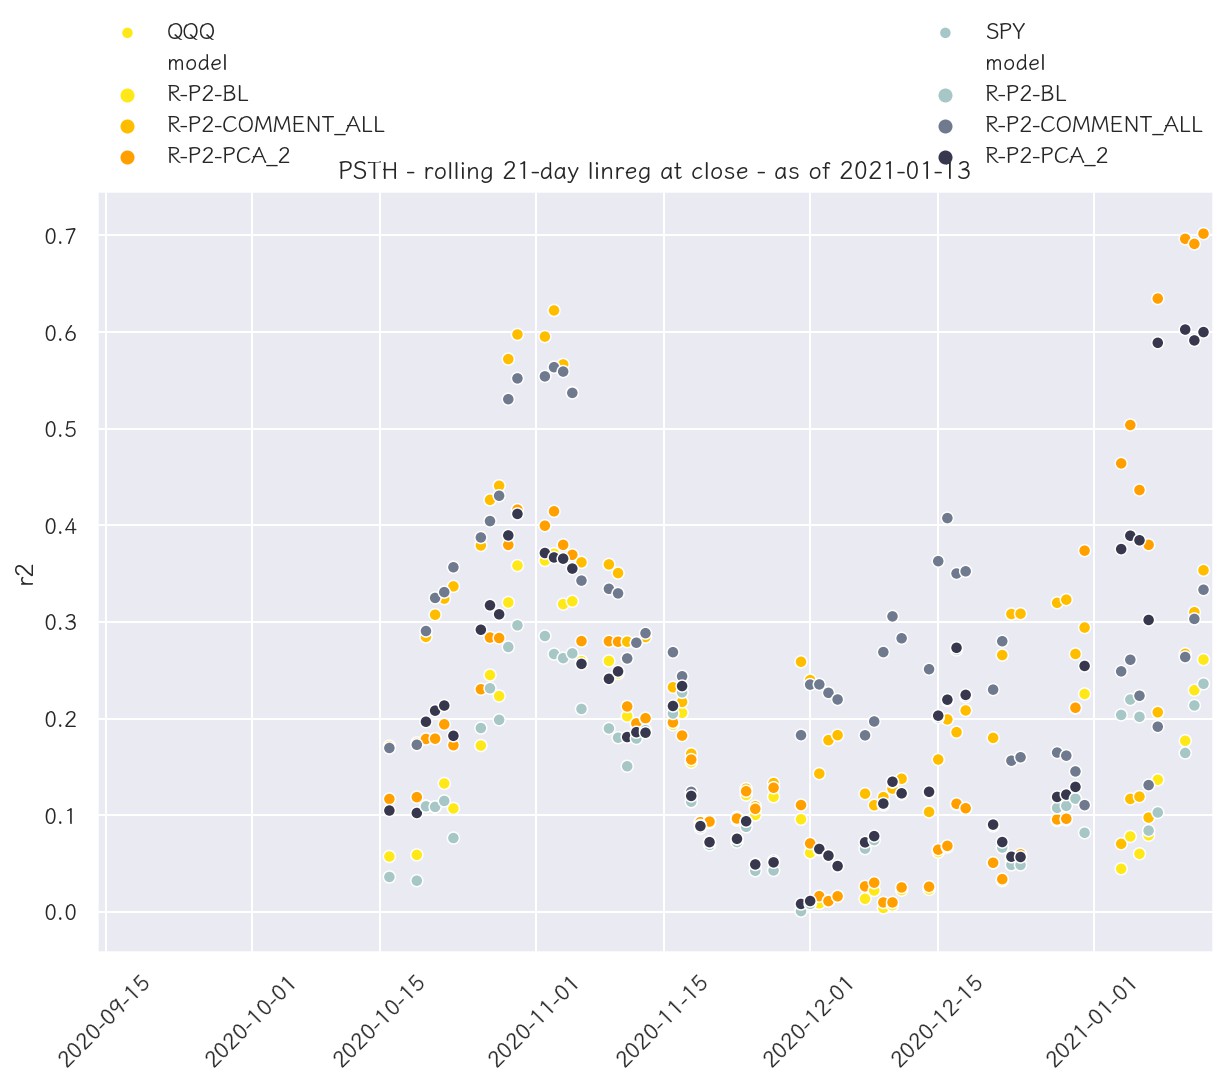 QQQ
model
R-P2-BL
R-P2-COMMENT_ALL
R-P2-PCA_2
SPY
model
R-P2-BL
R-P2-COMMENT_ALL
R-P2-PCA_2
PSTH - rolling 21-day linreg at close - as of 2021-01-13
r2
0.7
0.6
0.5
0.4
0.3
0.2
0.1
0.0
2020-09-15
2020-10-01
2020-10-15
2020-11-01
2020-11-15
2020-12-01
2020-12-15
2021-01-01